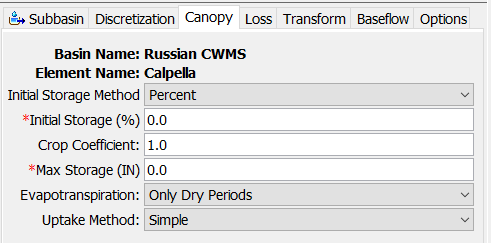 Subbasin Discretization Canopy Loss Transform Baseflow Options
Basin Name: Russian CWMS
Element Name: Calpella
Initial Storage Method Percent
*Initial Storage (%) 0.0
Crop Coefficient: 1.0
*Max Storage (IN) 0.0
Evapotranspiration: Only Dry Periods
Uptake Method: Simple